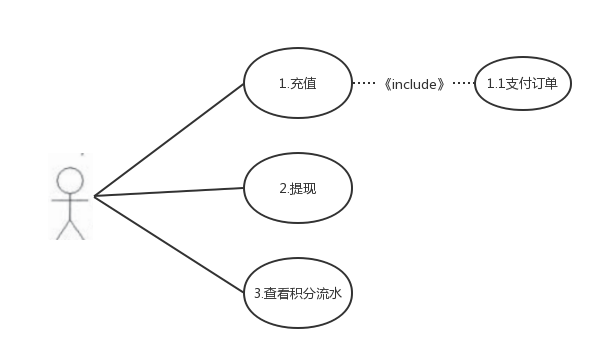 1.充值
《include》
1.1支付订单
2.提现
3.查看积分流水